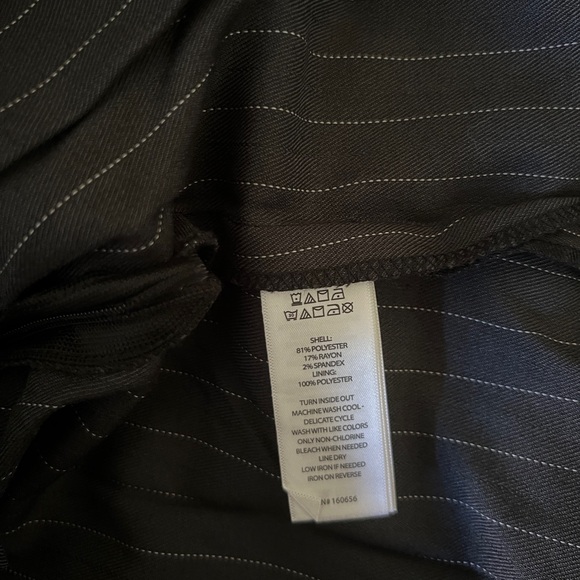 SHELL:
81% POLYESTER
17% RAYON
2% SPANDEX
LINING:
100% POLYESTER
TURN INSIDE OUT
MACHINE WASH COOL -
DELICATE CYCLE
WASH WITH LIKE COLORS
ONLY NON-CHLORINE
BLEACH WHEN NEEDED
LINE DRY
LOW IRON IF NEEDED
IRON ON REVERSE
N# 160656